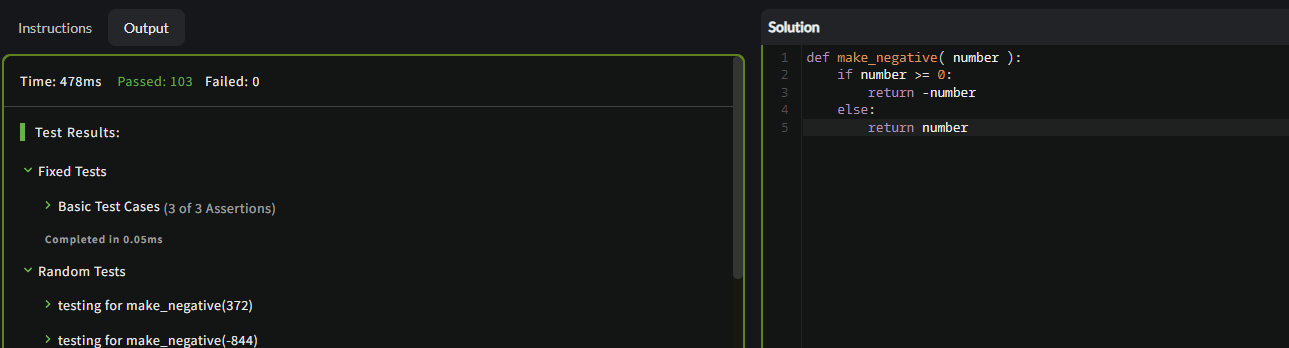 Instructions Output
Time: 478ms Passed: 103 Failed: 0
Test Results:
Fixed Tests
Basic Test Cases (3 of 3 Assertions)
Completed in 0.05ms
Random Tests
testing for make_negative(372)
testing for make_negative(-844)
Solution
1 def make_negative( number ):
2     if number >= 0:
3         return -number
4     else:
5         return number